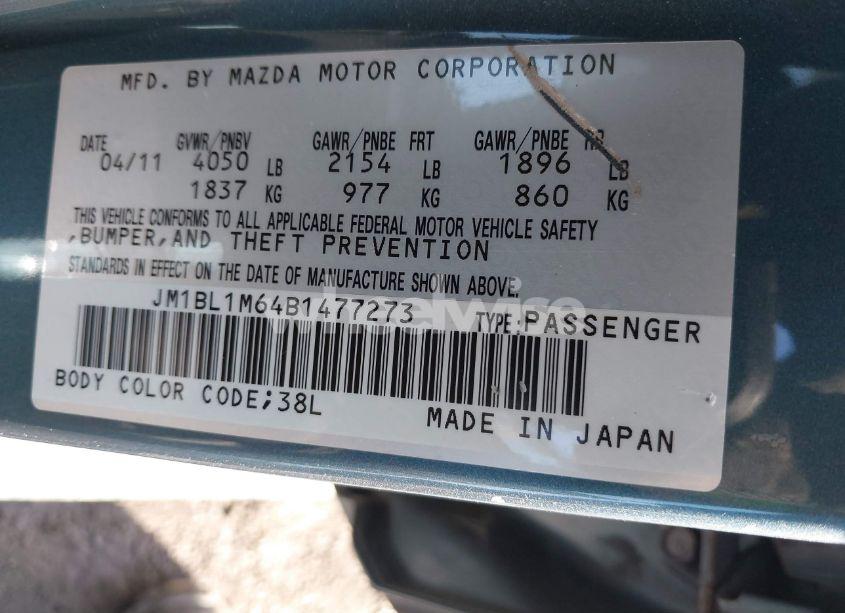 MFD. BY MAZDA MOTOR CORPORATION
DATE GVWR/PNBV GAWR/PNBE FRT GAWR/PNBE RR
04/11 4050 LB 2154 LB 1896 LB
1837 KG 977 KG 860 KG
THIS VEHICLE CONFORMS TO ALL APPLICABLE FEDERAL MOTOR VEHICLE SAFETY
,BUMPER,AND THEFT PREVENTION
STANDARDS IN EFFECT ON THE DATE OF MANUFACTURE SHOWN ABOVE.
JM1BL1M64B1477273 TYPE:PASSENGER
BODY COLOR CODE;38L
MADE IN JAPAN